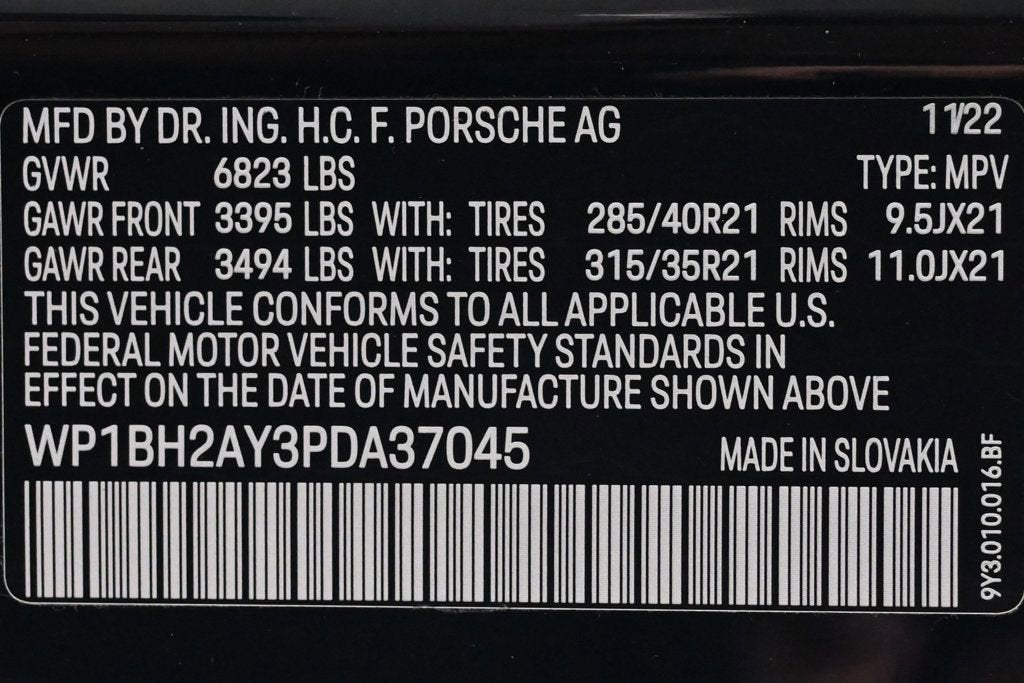 MFD BY DR. ING. H.C. F. PORSCHE AG 11/22
GVWR 6823 LBS TYPE: MPV
GAWR FRONT 3395 LBS WITH: TIRES 285/40R21 RIMS 9.5JX21
GAWR REAR 3494 LBS WITH: TIRES 315/35R21 RIMS 11.0JX21
THIS VEHICLE CONFORMS TO ALL APPLICABLE U.S.
FEDERAL MOTOR VEHICLE SAFETY STANDARDS IN
EFFECT ON THE DATE OF MANUFACTURE SHOWN ABOVE
WP1BH2AY3PDA37045 MADE IN SLOVAKIA
9Y3.010.016.BF